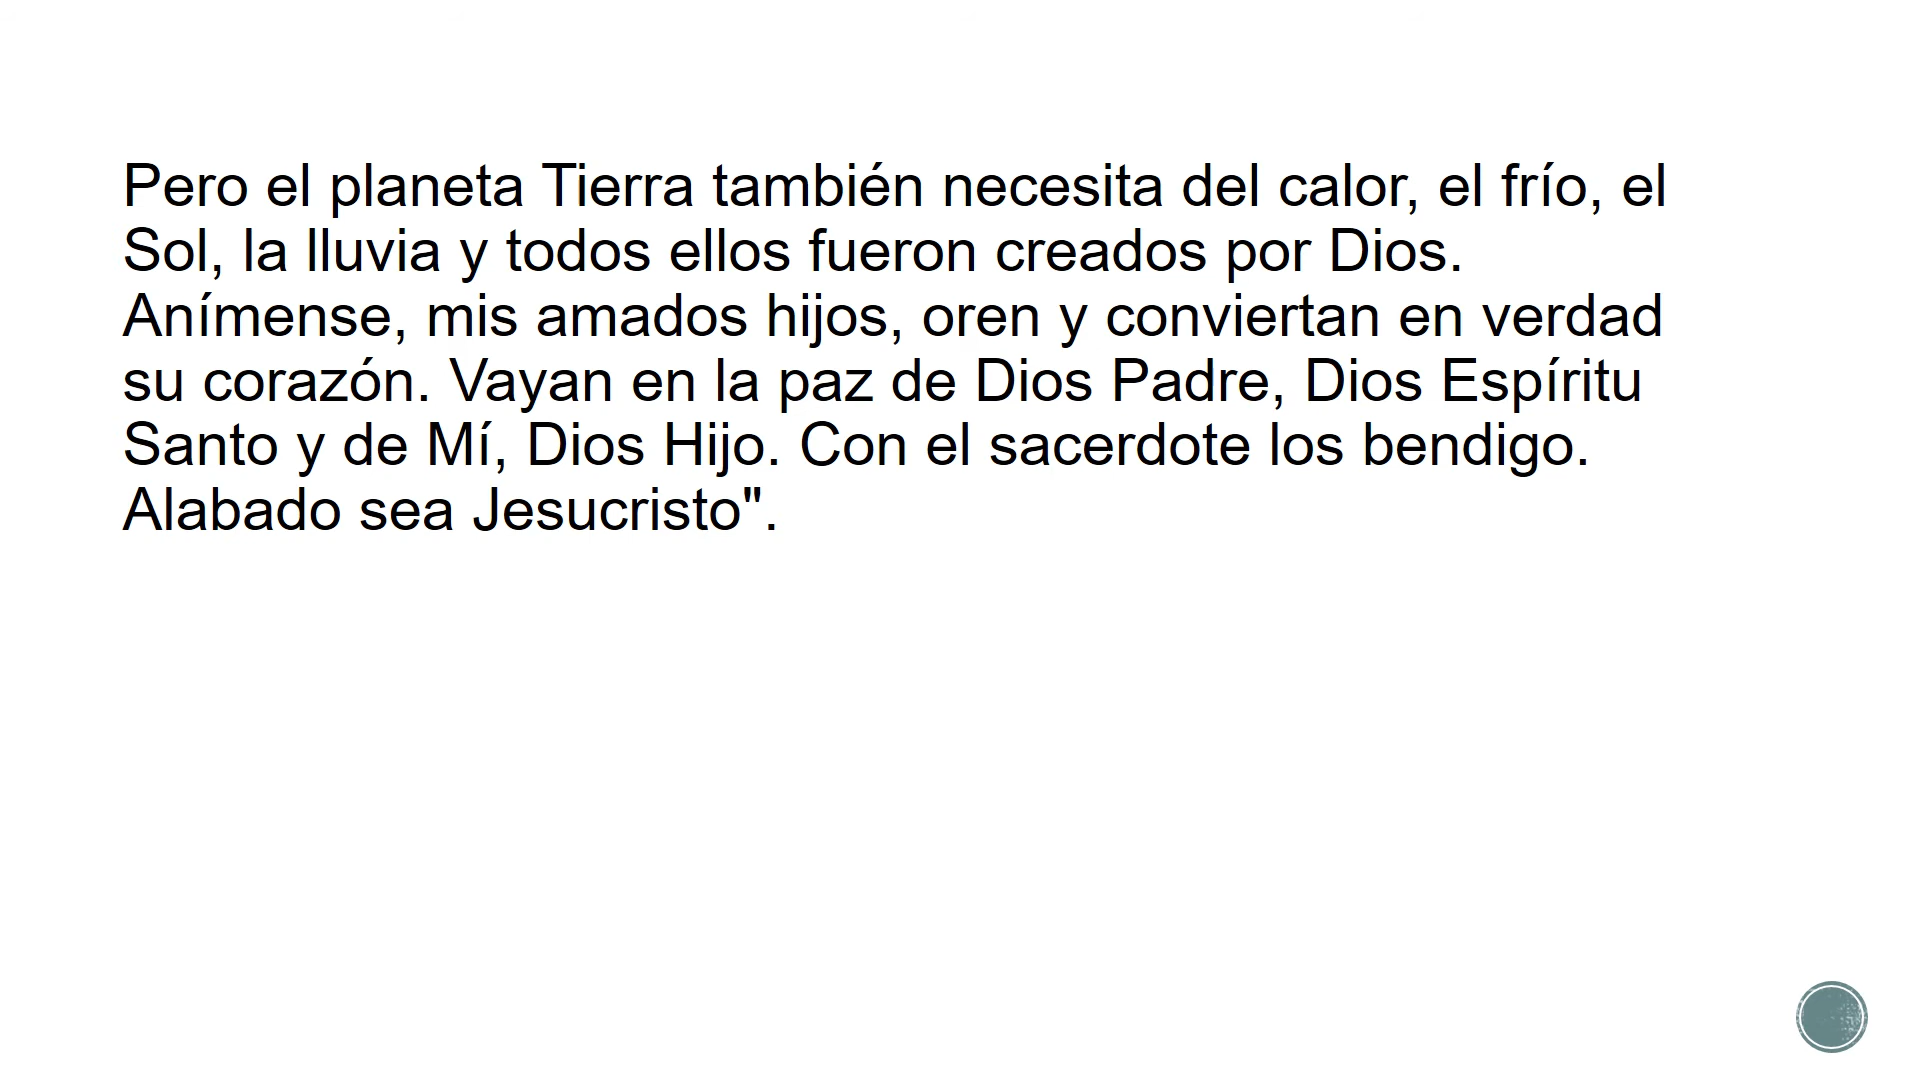 Pero el planeta Tierra también necesita del calor, el frío, el
Sol, la lluvia y todos ellos fueron creados por Dios.
Anímense, mis amados hijos, oren y conviertan en verdad
su corazón. Vayan en la paz de Dios Padre, Dios Espíritu
Santo y de Mí, Dios Hijo. Con el sacerdote los bendigo.
Alabado sea Jesucristo".